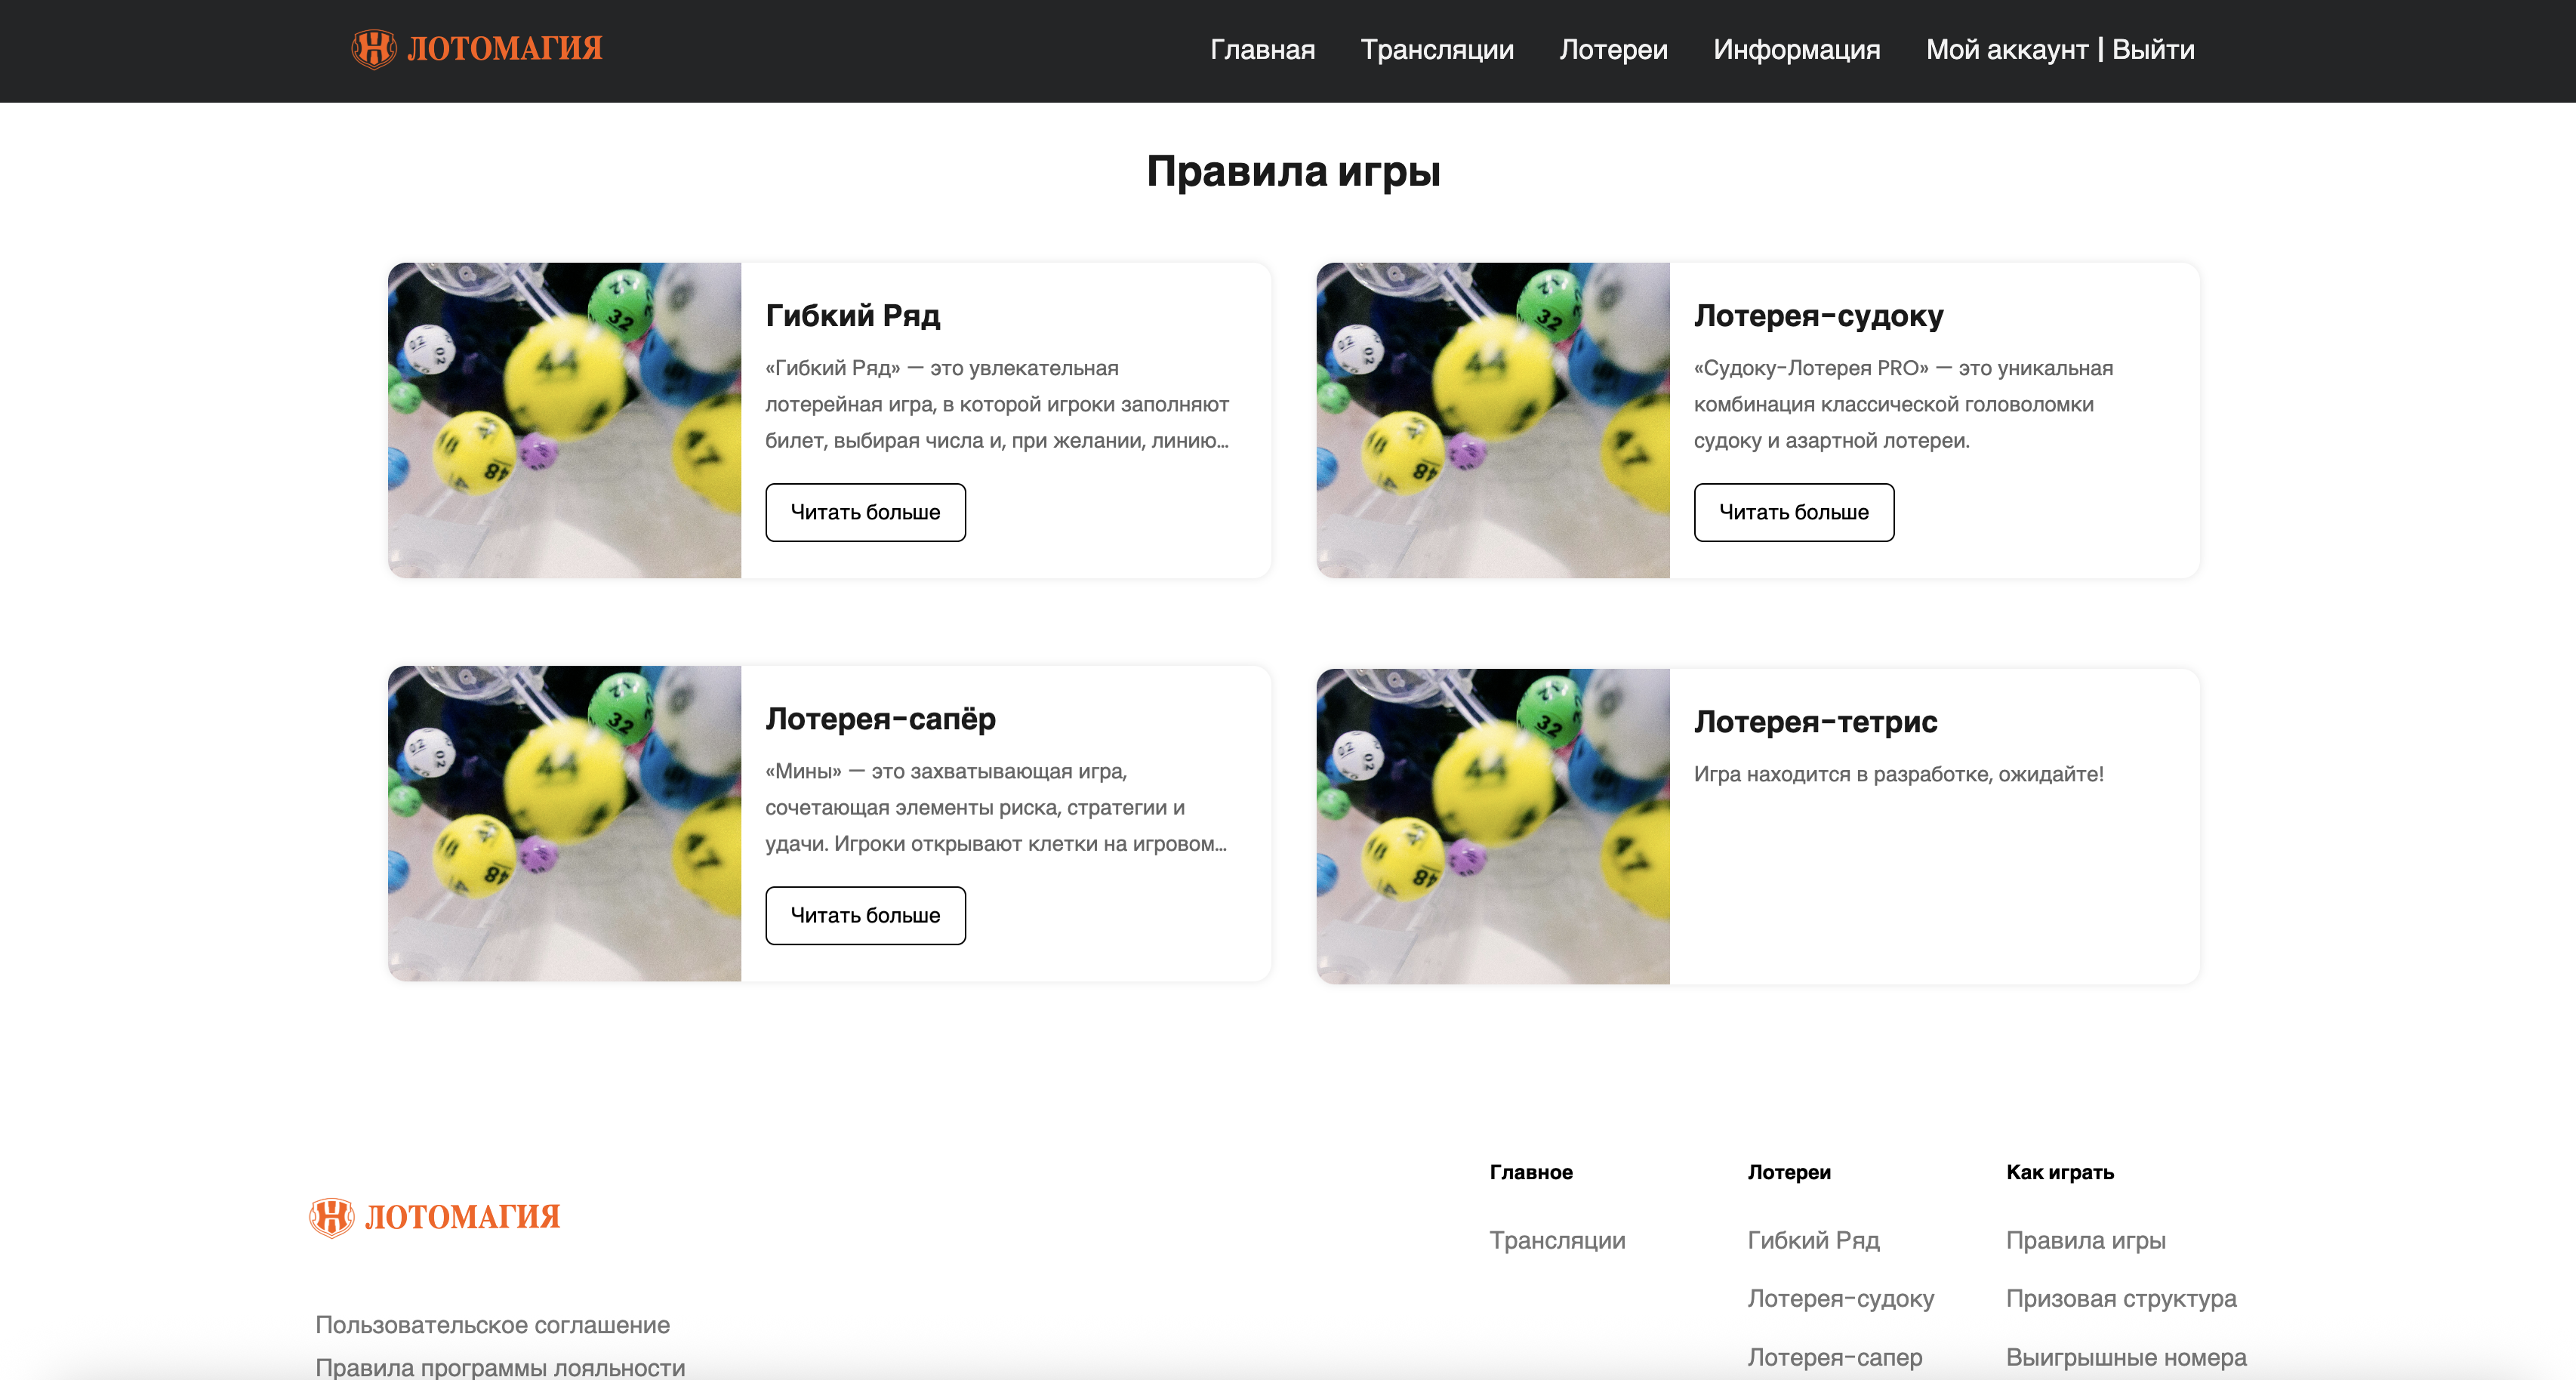 ЛОТОМАГИЯ
Главная Трансляции Лотереи Информация Мой аккаунт | Выйти
Правила игры
Гибкий Ряд
«Гибкий Ряд» — это увлекательная
лотерейная игра, в которой игроки заполняют
билет, выбирая числа и, при желании, линию...
Читать больше
Лотерея-судоку
«Судоку-Лотерея PRO» — это уникальная
комбинация классической головоломки
судоку и азартной лотереи.
Читать больше
Лотерея-сапёр
«Мины» — это захватывающая игра,
сочетающая элементы риска, стратегии и
удачи. Игроки открывают клетки на игровом...
Читать больше
Лотерея-тетрис
Игра находится в разработке, ожидайте!
ЛОТОМАГИЯ
Пользовательское соглашение
Правила программы лояльности
Главное
Трансляции
Лотереи
Гибкий Ряд
Лотерея-судоку
Лотерея-сапер
Как играть
Правила игры
Призовая структура
Выигрышные номера